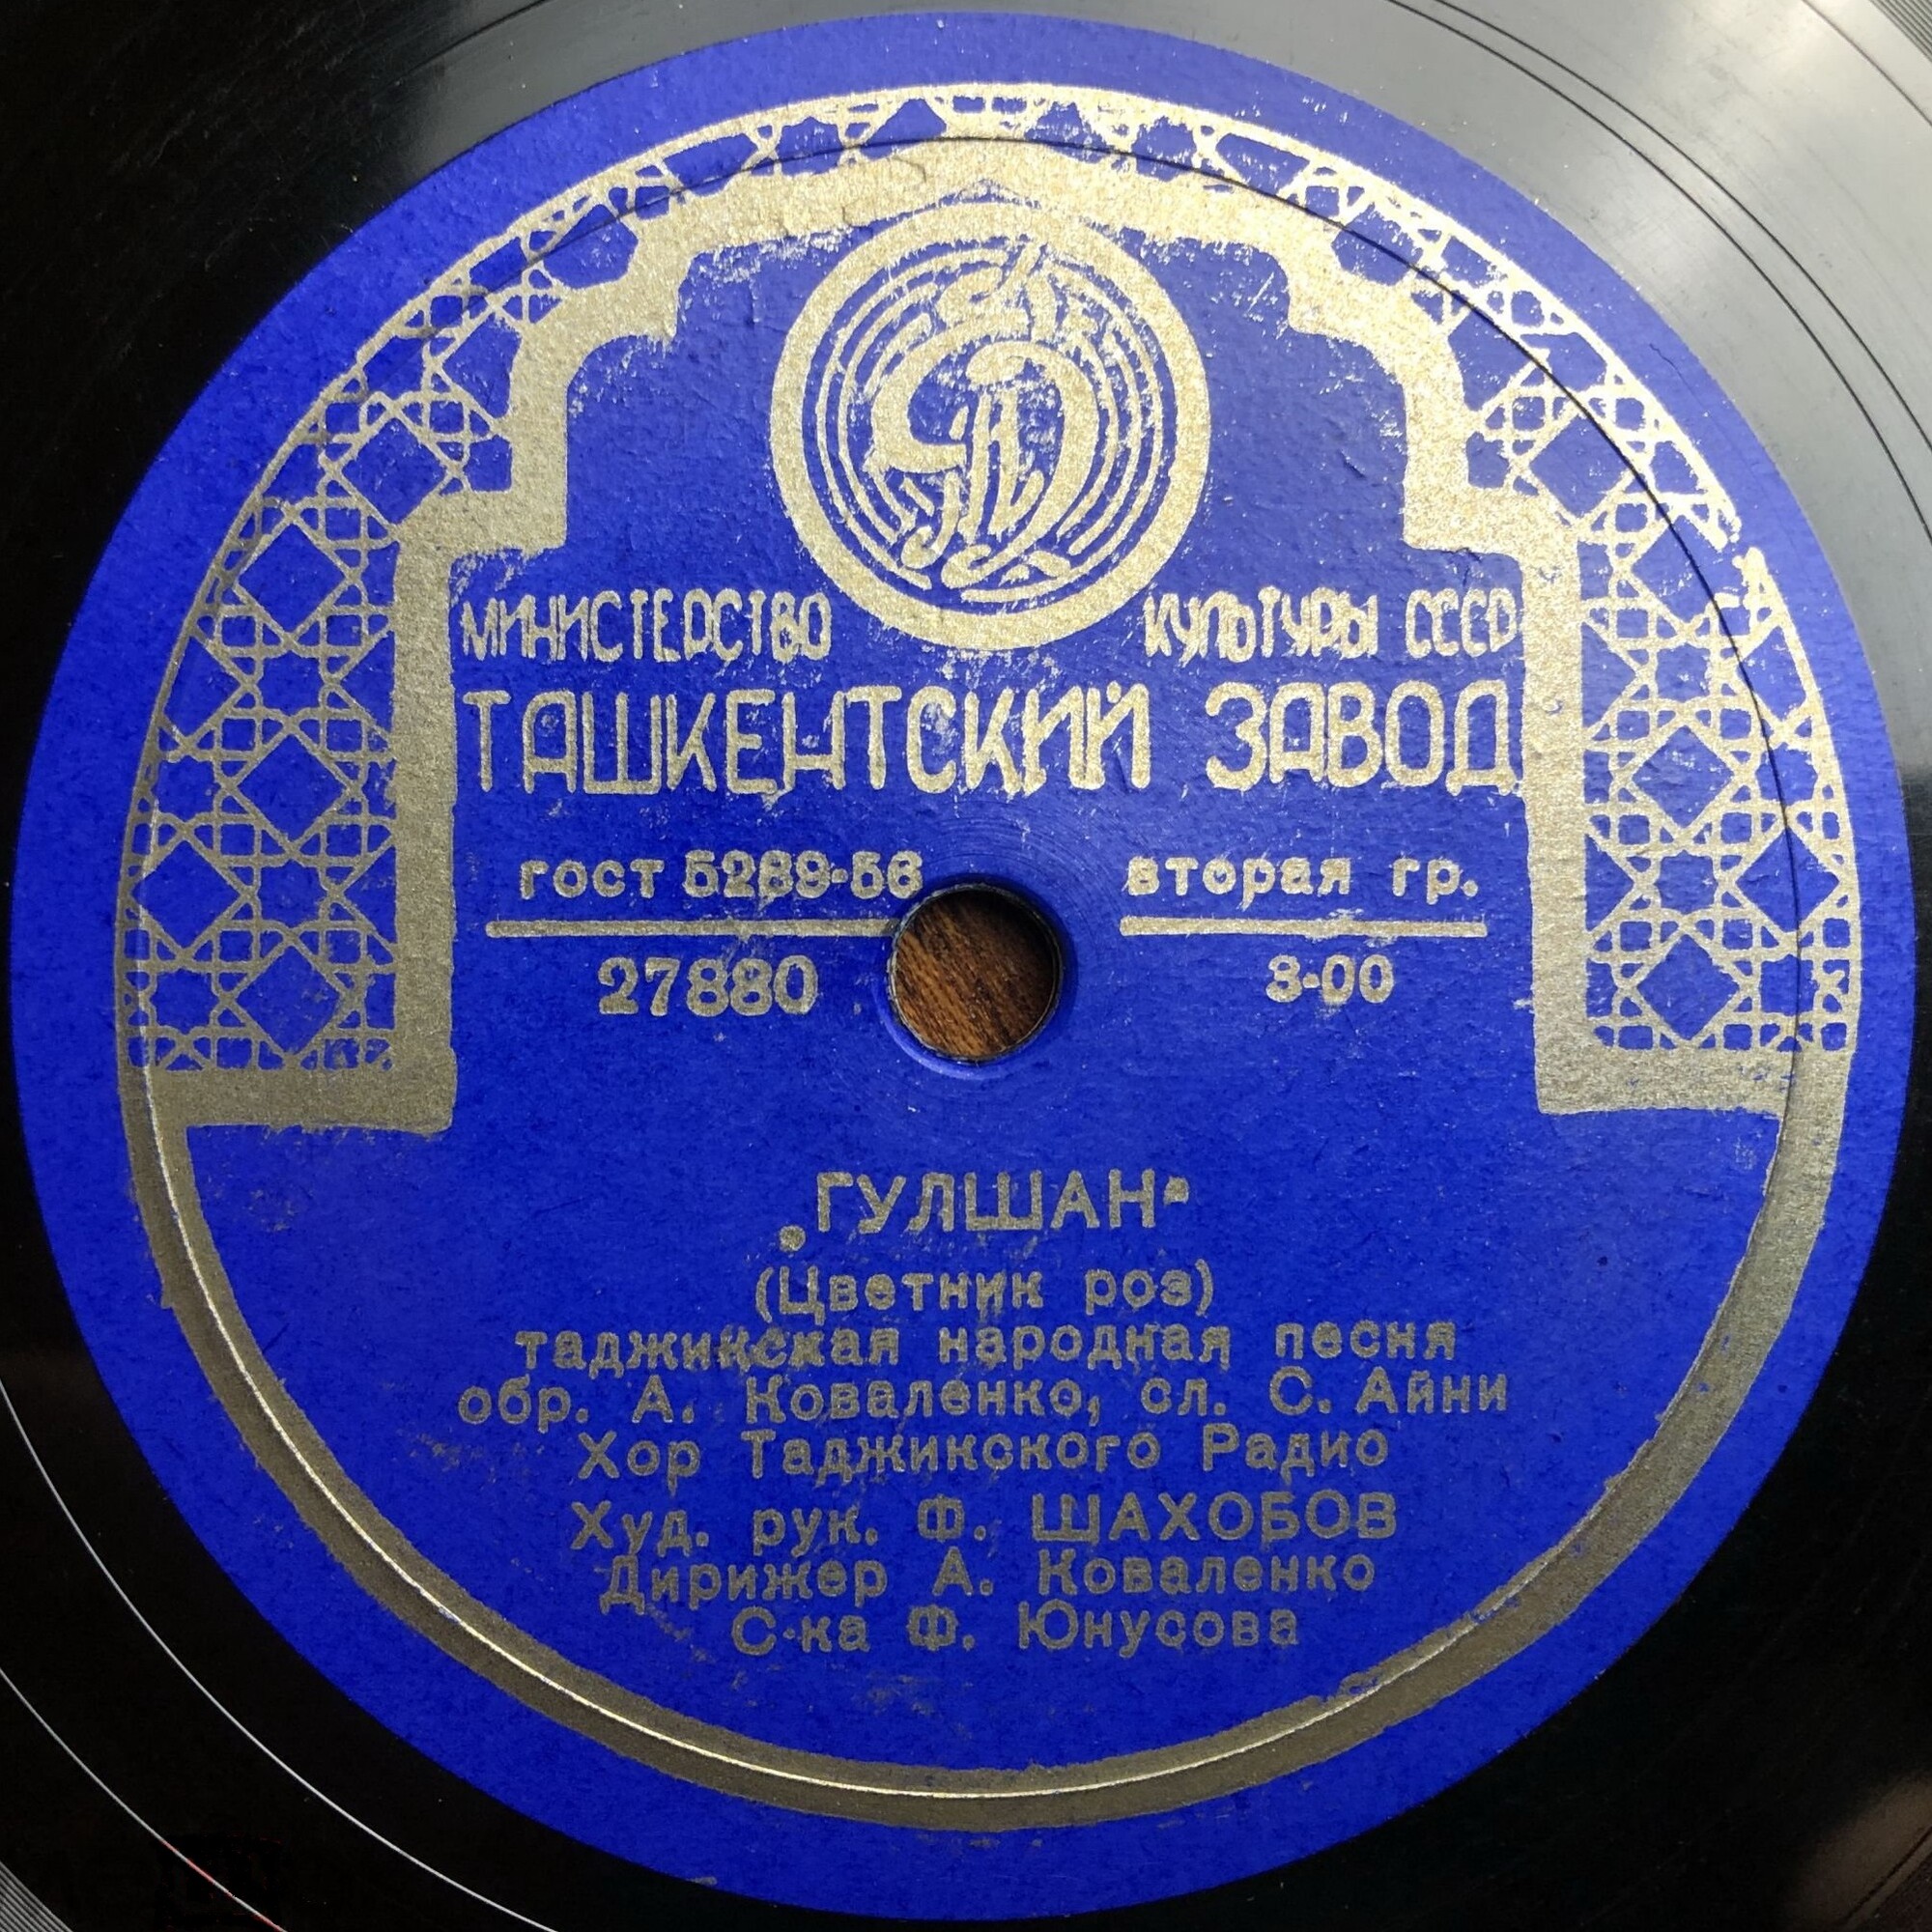 МИНИСТЕРСТВО КУЛЬТУРЫ СССР
ТАШКЕНТСКИЙ ЗАВОД
гост 5289-56 вторая гр.
27880 3-00
„ГУЛШАН"
(Цветник роз)
таджикская народная песня
обр. А. Коваленко, сл. С. Айни
Хор Таджикского Радио
Худ. рук. Ф. ШАХОБОВ
Дирижер А. Коваленко
С-ка Ф. Юнусова